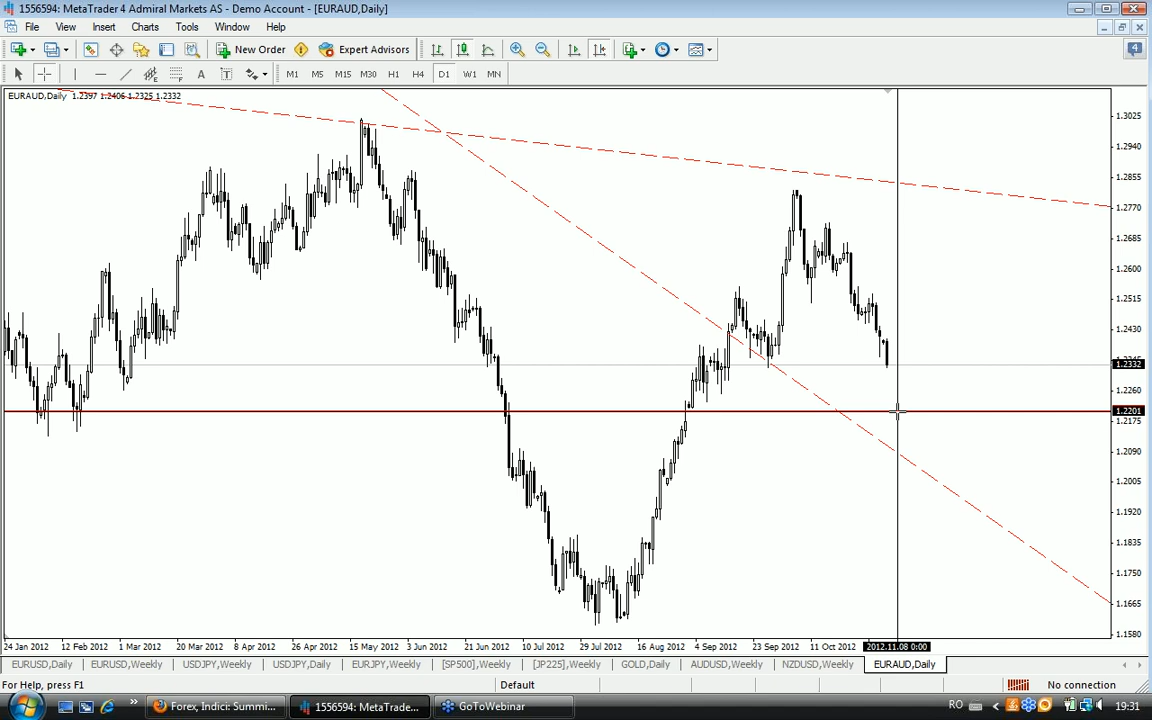 1556594: MetaTrader 4 Admiral Markets AS - Demo Account - [EURAUD,Daily]
File View Insert Charts Tools Window Help
New Order Expert Advisors 4
A T M1 M5 M15 M30 H1 H4 D1 W1 MN
EURAUD,Daily 1.2397 1.2406 1.2325 1.2332
1.3025
1.2940
1.2855
1.2770
1.2685
1.2600
1.2515
1.2430
1.2345
1.2332
1.2260
1.2201
1.2175
1.2090
1.2005
1.1920
1.1835
1.1750
1.1665
1.1580
24 Jan 2012 12 Feb 2012 1 Mar 2012 20 Mar 2012 8 Apr 2012 26 Apr 2012 15 May 2012 3 Jun 2012 21 Jun 2012 10 Jul 2012 29 Jul 2012 16 Aug 2012 4 Sep 2012 23 Sep 2012 11 Oct 2012 2012.11.08 0:00
EURUSD,Daily EURUSD,Weekly USDJPY,Weekly USDJPY,Daily EURJPY,Weekly [SP500],Weekly [JP225],Weekly GOLD,Daily AUDUSD,Weekly NZDUSD,Weekly EURAUD,Daily
For Help, press F1 Default No connection
Forex, Indici: Summi... 1556594: MetaTrade... GoToWebinar RO 19:31